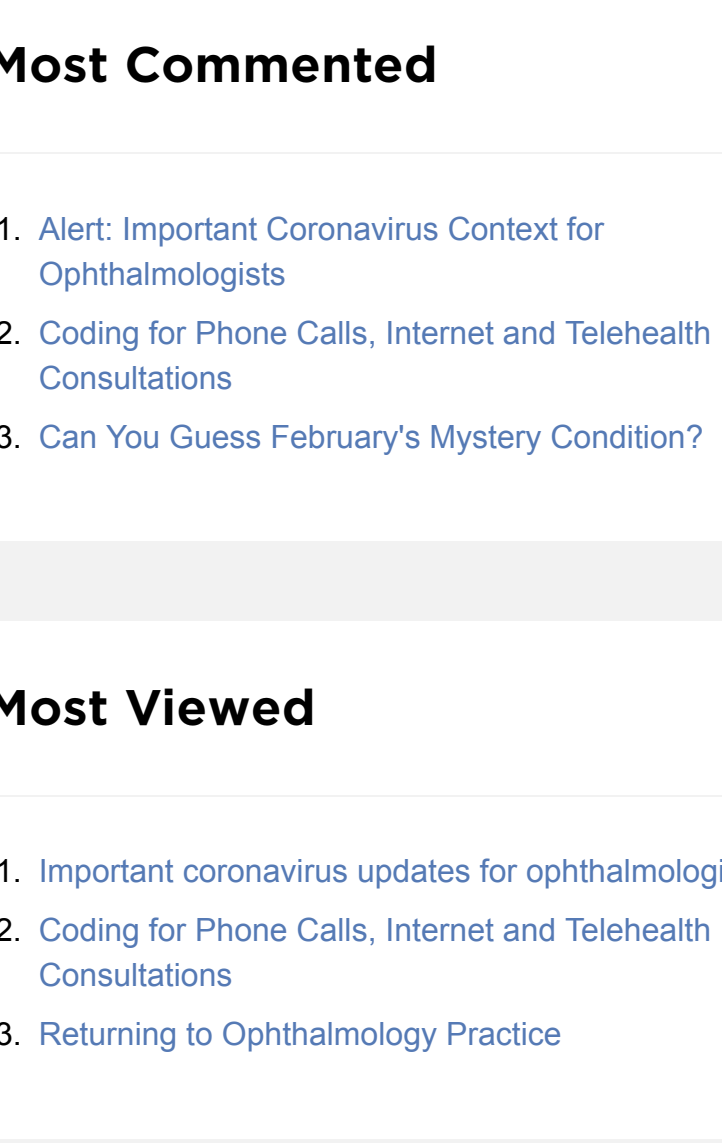 Most Commented
1. Alert: Important Coronavirus Context for
Ophthalmologists
2. Coding for Phone Calls, Internet and Telehealth
Consultations
3. Can You Guess February's Mystery Condition?
Most Viewed
1. Important coronavirus updates for
2. Coding for Phone Calls, Internet and Telehealth
Consultations
3. Returning to Ophthalmology Practice